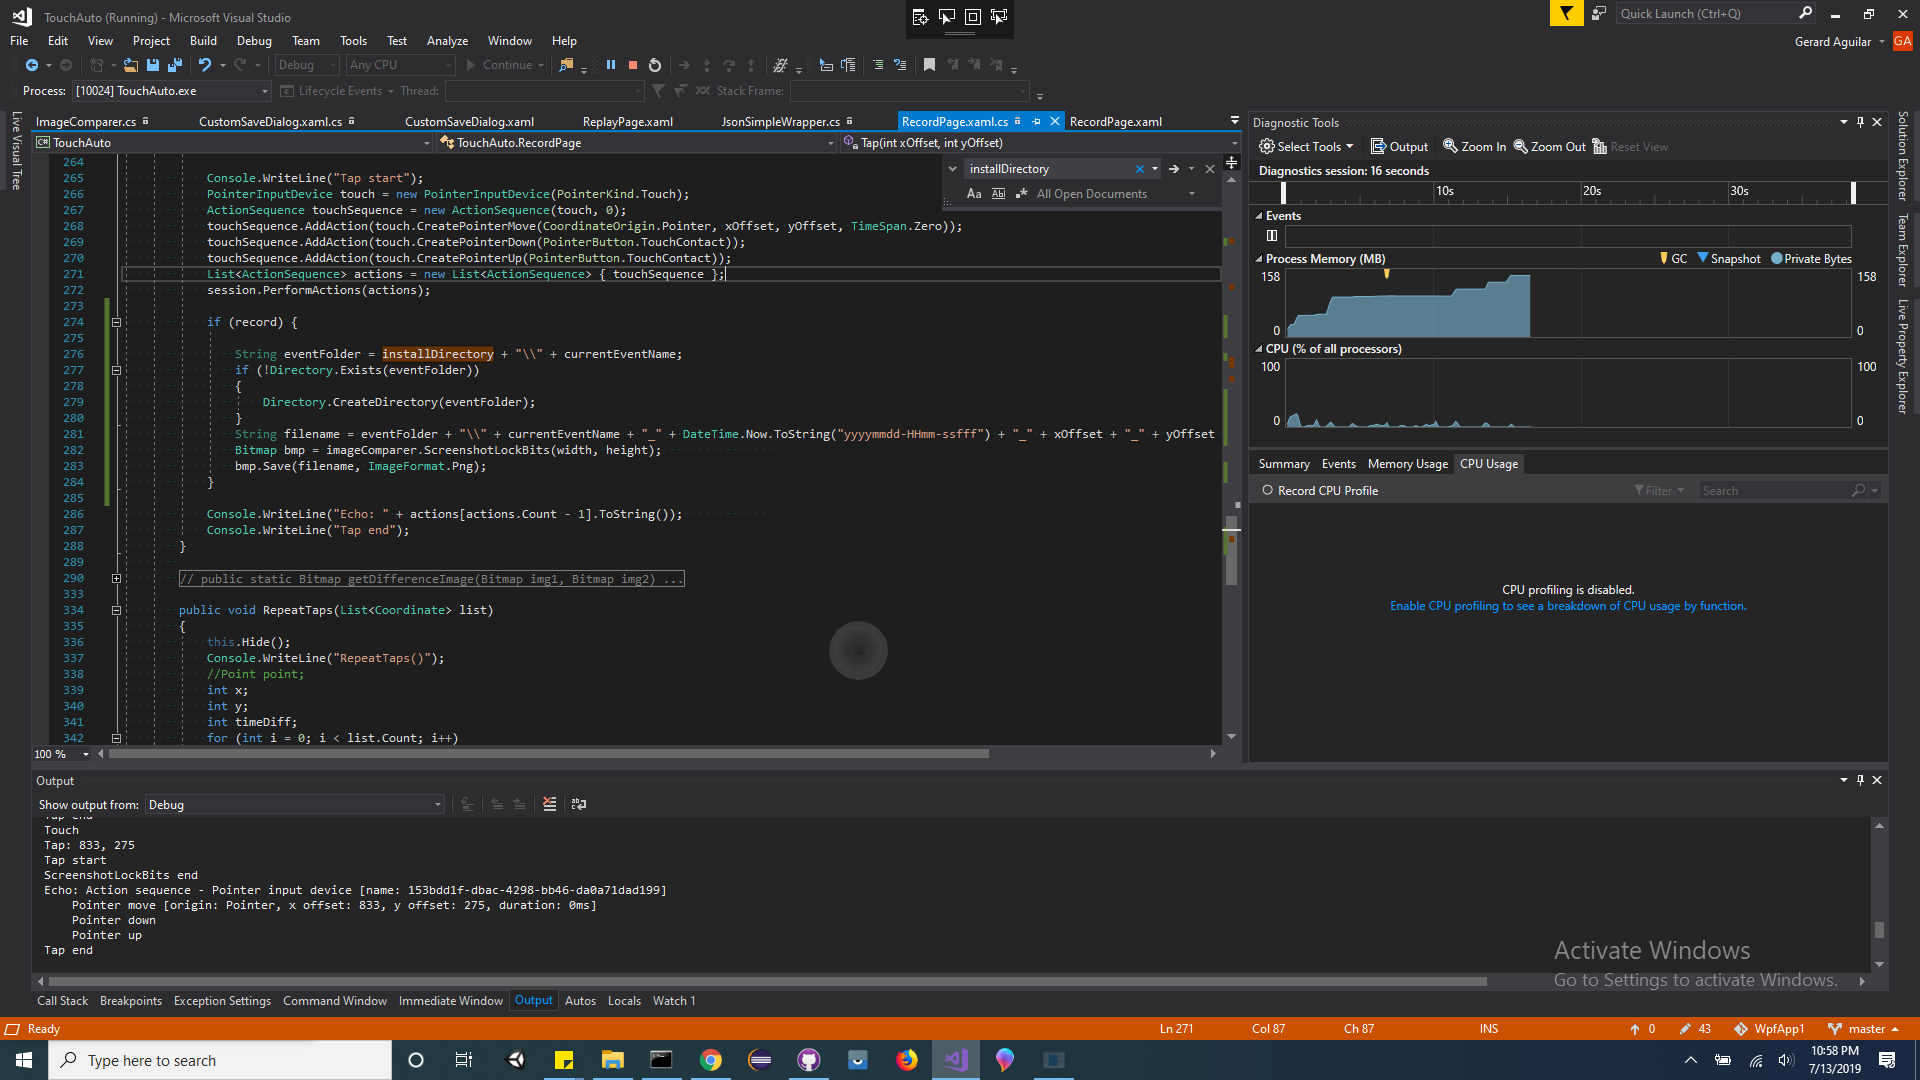 TouchAuto (Running) - Microsoft Visual Studio
Quick Launch (Ctrl+Q)
File Edit View Project Build Debug Team Tools Test Analyze Window Help
Gerard Aguilar GA
Debug Any CPU Continue
Process: [10024] TouchAuto.exe Lifecycle Events Thread: Stack Frame:
Live Visual Tree
ImageComparer.cs CustomSaveDialog.xaml.cs CustomSaveDialog.xaml ReplayPage.xaml JsonSimpleWrapper.cs RecordPage.xaml.cs RecordPage.xaml
TouchAuto TouchAuto.RecordPage Tap(int xOffset, int yOffset)
installDirectory
Aa Ab All Open Documents
264
265 Console.WriteLine("Tap start");
266 PointerInputDevice touch = new PointerInputDevice(PointerKind.Touch);
267 ActionSequence touchSequence = new ActionSequence(touch, 0);
268 touchSequence.AddAction(touch.CreatePointerMove(CoordinateOrigin.Pointer, xOffset, yOffset, TimeSpan.Zero));
269 touchSequence.AddAction(touch.CreatePointerDown(PointerButton.TouchContact));
270 touchSequence.AddAction(touch.CreatePointerUp(PointerButton.TouchContact));
271 List<ActionSequence> actions = new List<ActionSequence> { touchSequence };
272 session.PerformActions(actions);
273
274 if (record) {
275
276 String eventFolder = installDirectory + "\\" + currentEventName;
277 if (!Directory.Exists(eventFolder))
278 {
279 Directory.CreateDirectory(eventFolder);
280 }
281 String filename = eventFolder + "\\" + currentEventName + "_" + DateTime.Now.ToString("yyyymmdd-HHmm-ssfff") + "_" + xOffset + "_" + yOffset
282 Bitmap bmp = imageComparer.ScreenshotLockBits(width, height);
283 bmp.Save(filename, ImageFormat.Png);
284 }
285
286 Console.WriteLine("Echo: " + actions[actions.Count - 1].ToString());
287 Console.WriteLine("Tap end");
288 }
289
290 // public static Bitmap getDifferenceImage(Bitmap img1, Bitmap img2) ...
333
334 public void RepeatTaps(List<Coordinate> list)
335 {
336 this.Hide();
337 Console.WriteLine("RepeatTaps()");
338 //Point point;
339 int x;
340 int y;
341 int timeDiff;
342 for (int i = 0; i < list.Count; i++)
100 %
Diagnostic Tools
Select Tools Output Zoom In Zoom Out Reset View
Diagnostics session: 16 seconds
10s 20s 30s
Events
Process Memory (MB) GC Snapshot Private Bytes
158 158
0 0
CPU (% of all processors)
100 100
0 0
Summary Events Memory Usage CPU Usage
Record CPU Profile Filter Search
CPU profiling is disabled.
Enable CPU profiling to see a breakdown of CPU usage by function.
Solution Explorer
Team Explorer
Live Property Explorer
Output
Show output from: Debug
Tap end
Touch
Tap: 833, 275
Tap start
ScreenshotLockBits end
Echo: Action sequence - Pointer input device [name: 153bdd1f-dbac-4298-bb46-da0a71dad199]
Pointer move [origin: Pointer, x offset: 833, y offset: 275, duration: 0ms]
Pointer down
Pointer up
Tap end
Activate Windows
Go to Settings to activate Windows.
Call Stack Breakpoints Exception Settings Command Window Immediate Window Output Autos Locals Watch 1
Ready Ln 271 Col 87 Ch 87 INS 0 43 WpfApp1 master
Type here to search
10:58 PM
7/13/2019